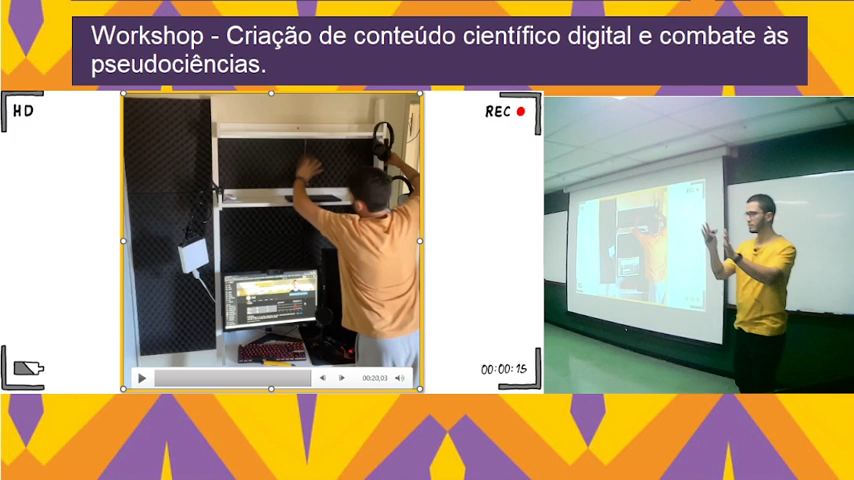 Workshop - Criação de conteúdo científico digital e combate às
pseudociências.
HD
REC
00:20,03
00:00:15